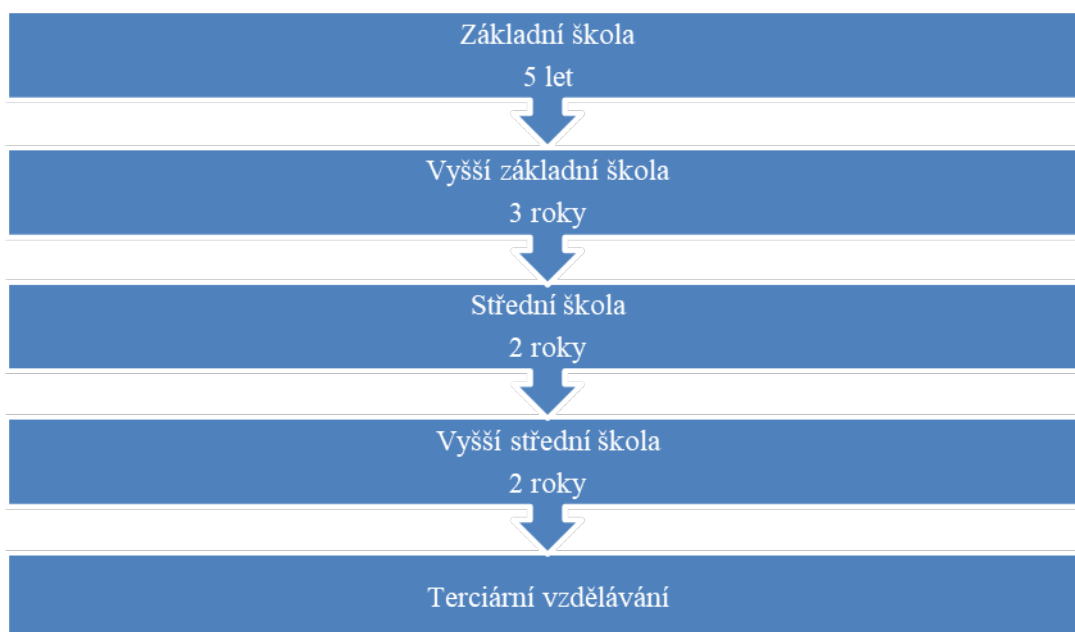 Základní škola
5 let
Vyšší základní škola
3 roky
Střední škola
2 roky
Vyšší střední škola
2 roky
Terciární vzdělávání